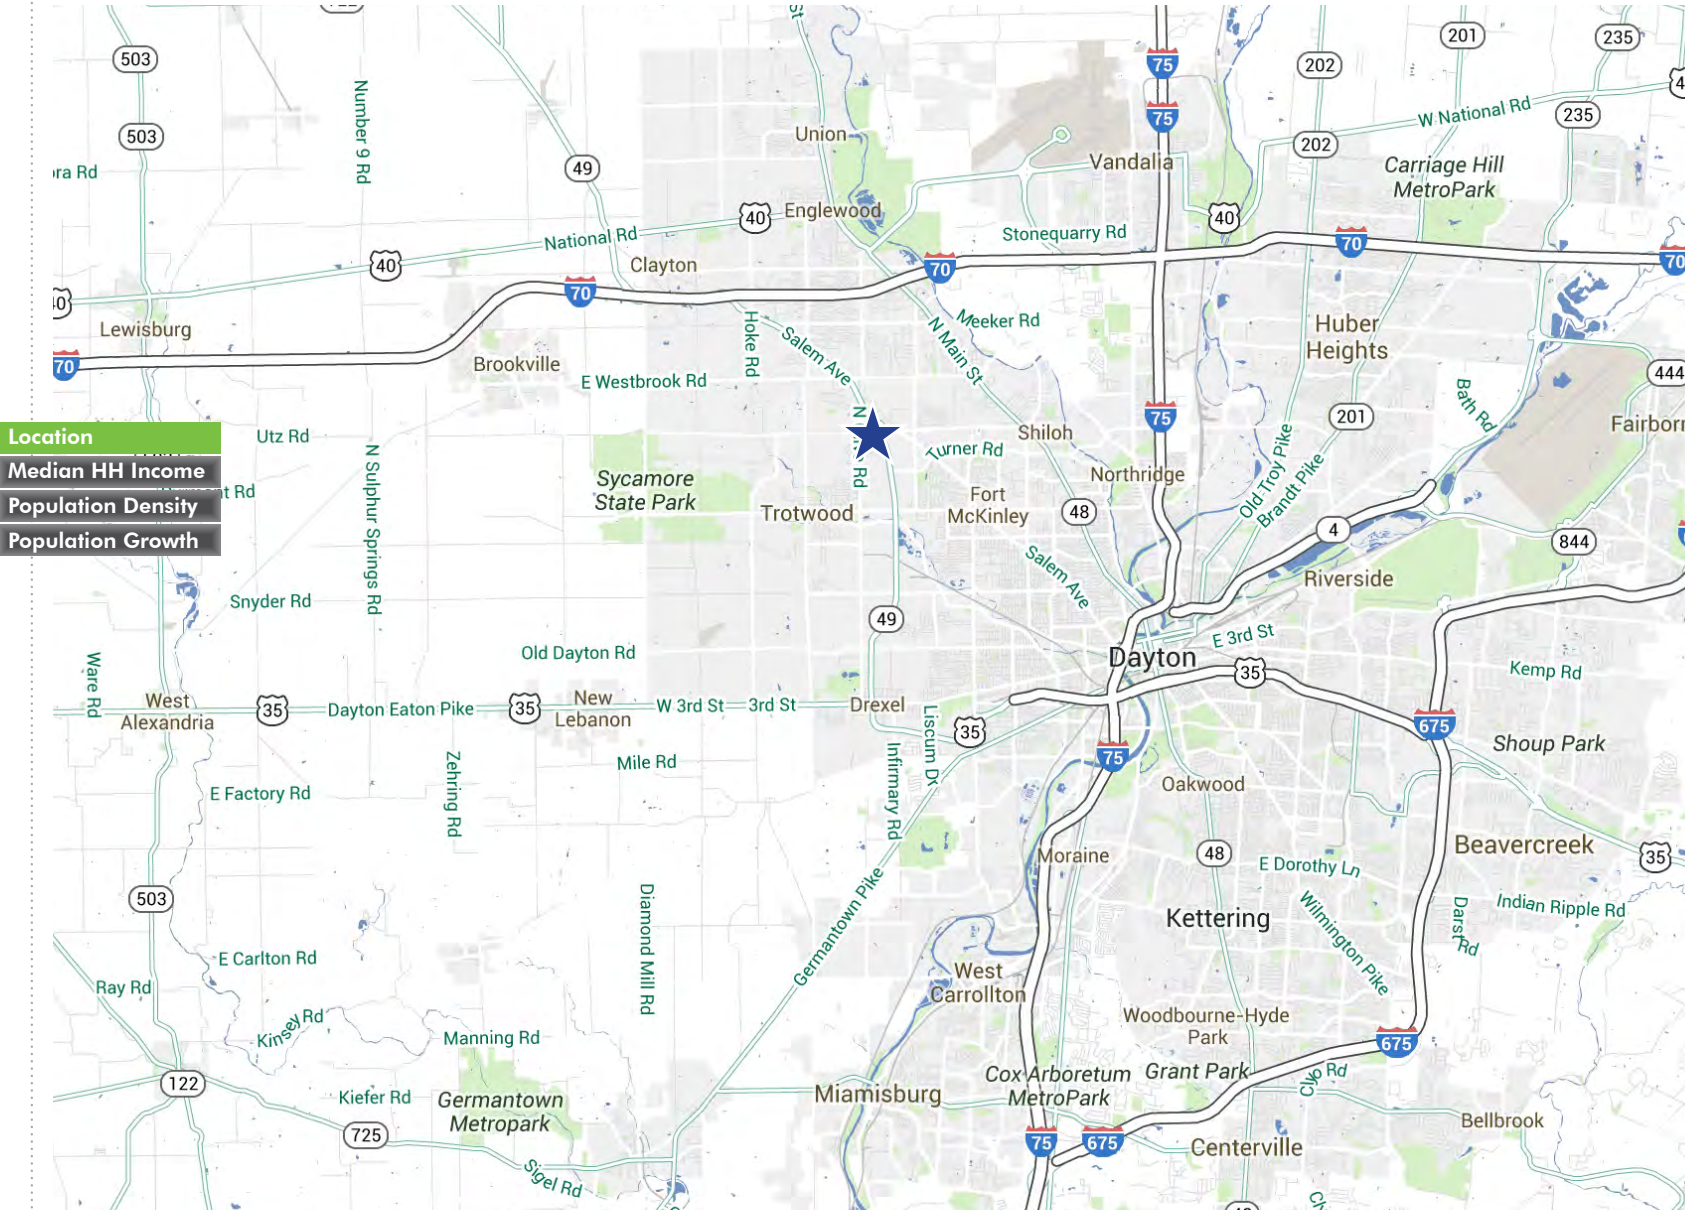 503
Number 9 Rd
49
503
Union
75
75
Vandalia
202
202
201
235
W National Rd
235
Carriage Hill
MetroPark
National Rd
40
Englewood
40
Stonequarry Rd
40
Clayton
70
70
70
70
Lewisburg
70
Brookville
E Westbrook Rd
Hoke Rd
Salem Ave
N Main St
Meeker Rd
Huber
Heights
444
75
201
Bath Rd
Location
Median HH Income
Population Density
Population Growth
Utz Rd
N Sulphur Springs Rd
Sycamore
State Park
Trotwood
Turner Rd
Shiloh
Northridge
Fort
McKinley
48
Old Troy Pike
Brandt Pike
4
844
Salem Ave
Riverside
Snyder Rd
49
Old Dayton Rd
Dayton
E 3rd St
35
Kemp Rd
Ware Rd
West
Alexandria
35
Dayton Eaton Pike
35
New
Lebanon
W 3rd St
3rd St
Drexel
Liscum Dr
35
675
Shoup Park
Zehring Rd
Mile Rd
Infirmary Rd
75
Oakwood
E Factory Rd
Moraine
48
E Dorothy Ln
Beavercreek
35
503
Diamond Mill Rd
Germantown Pike
Kettering
Wilmington Pike
Darst Rd
Indian Ripple Rd
E Carlton Rd
Ray Rd
Kinsey Rd
Manning Rd
West
Carrollton
Woodbourne-Hyde
Park
675
122
Kiefer Rd
Germantown
Metropark
Miamisburg
Cox Arboretum
MetroPark
Grant Park
Clyo Rd
725
Sigel Rd
75
675
Centerville
Bellbrook